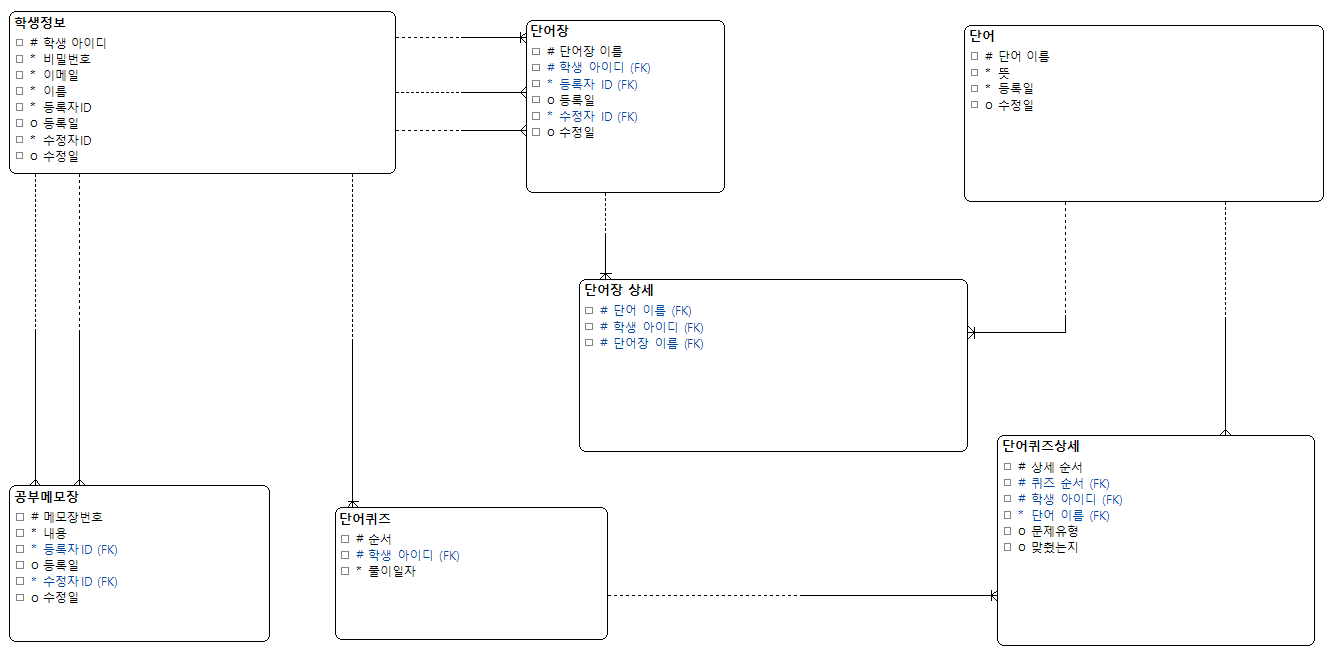 학생정보
# 학생 아이디
* 비밀번호
* 이메일
* 이름
* 등록자ID
o 등록일
* 수정자ID
o 수정일
단어장
# 단어장 이름
# 학생 아이디 (FK)
* 등록자 ID (FK)
o 등록일
* 수정자 ID (FK)
o 수정일
단어
# 단어 이름
* 뜻
* 등록일
o 수정일
단어장 상세
# 단어 이름 (FK)
# 학생 아이디 (FK)
# 단어장 이름 (FK)
공부메모장
# 메모장번호
* 내용
* 등록자ID (FK)
o 등록일
* 수정자ID (FK)
o 수정일
단어퀴즈
# 순서
# 학생 아이디 (FK)
* 풀이일자
단어퀴즈상세
# 상세 순서
# 퀴즈 순서 (FK)
# 학생 아이디 (FK)
* 단어 이름 (FK)
o 문제유형
o 맞췄는지